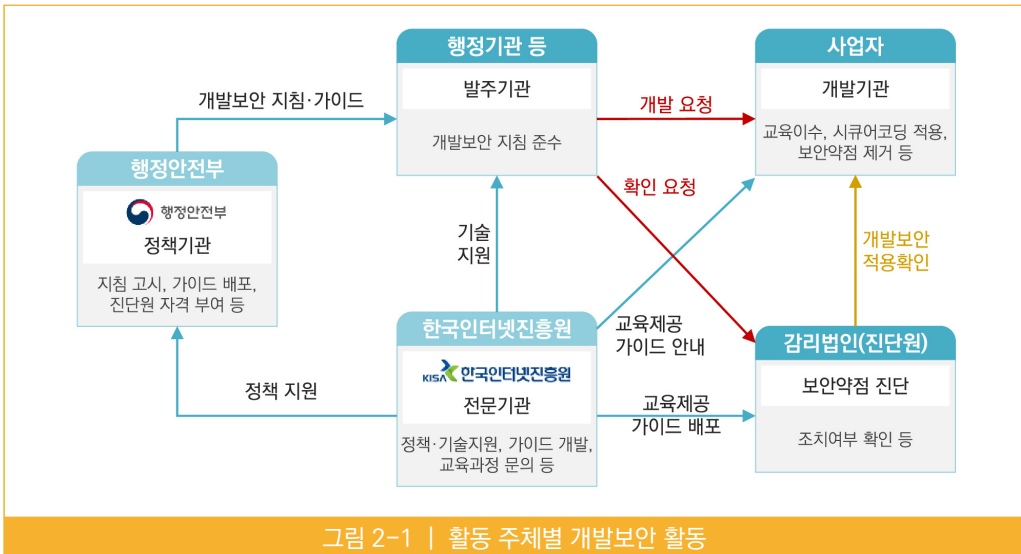 행정기관 등
발주기관
개발보안 지침 준수
사업자
개발기관
교육이수, 시큐어코딩 적용,
보안약점 제거 등
개발보안 지침·가이드
개발 요청
행정안전부
행정안전부
정책기관
지침 고시, 가이드 배포,
진단원 자격 부여 등
확인 요청
기술
지원
개발보안
적용확인
한국인터넷진흥원
KISA 한국인터넷진흥원
전문기관
정책·기술지원, 가이드 개발,
교육과정 문의 등
교육제공
가이드 안내
감리법인(진단원)
보안약점 진단
조치여부 확인 등
정책 지원
교육제공
가이드 배포
그림 2-1 | 활동 주체별 개발보안 활동